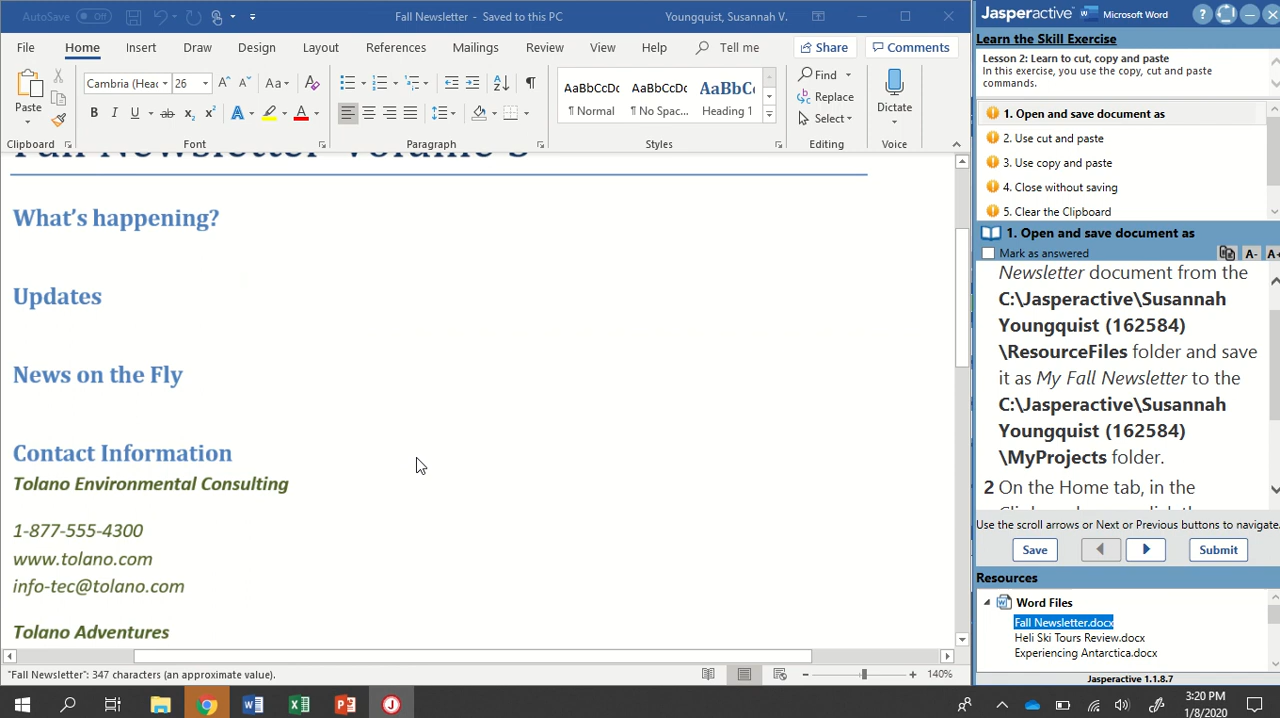 AutoSave Off
Fall Newsletter - Saved to this PC
Youngquist, Susannah V.
File Home Insert Draw Design Layout References Mailings Review View Help Tell me Share Comments
Paste
Cambria (Hea 26
AaBbCcDc AaBbCcDc AaBbC
¶ Normal ¶ No Spac... Heading 1
Find
Replace
Select
Dictate
Clipboard Font Paragraph Styles Editing Voice
Fall Newsletter Volume 3
What's happening?
Updates
News on the Fly
Contact Information
Tolano Environmental Consulting
1-877-555-4300
www.tolano.com
info-tec@tolano.com
Tolano Adventures
"Fall Newsletter": 347 characters (an approximate value).
140%
Jasperactive Microsoft Word
Learn the Skill Exercise
Lesson 2: Learn to cut, copy and paste
In this exercise, you use the copy, cut and paste
commands.
1. Open and save document as
2. Use cut and paste
3. Use copy and paste
4. Close without saving
5. Clear the Clipboard
1. Open and save document as
Mark as answered
A- A+
Newsletter document from the
C:\Jasperactive\Susannah
Youngquist (162584)
\ResourceFiles folder and save
it as My Fall Newsletter to the
C:\Jasperactive\Susannah
Youngquist (162584)
\MyProjects folder.
2 On the Home tab, in the
Use the scroll arrows or Next or Previous buttons to navigate.
Save Submit
Resources
Word Files
Fall Newsletter.docx
Heli Ski Tours Review.docx
Experiencing Antarctica.docx
Jasperactive 1.1.8.7
3:20 PM
1/8/2020